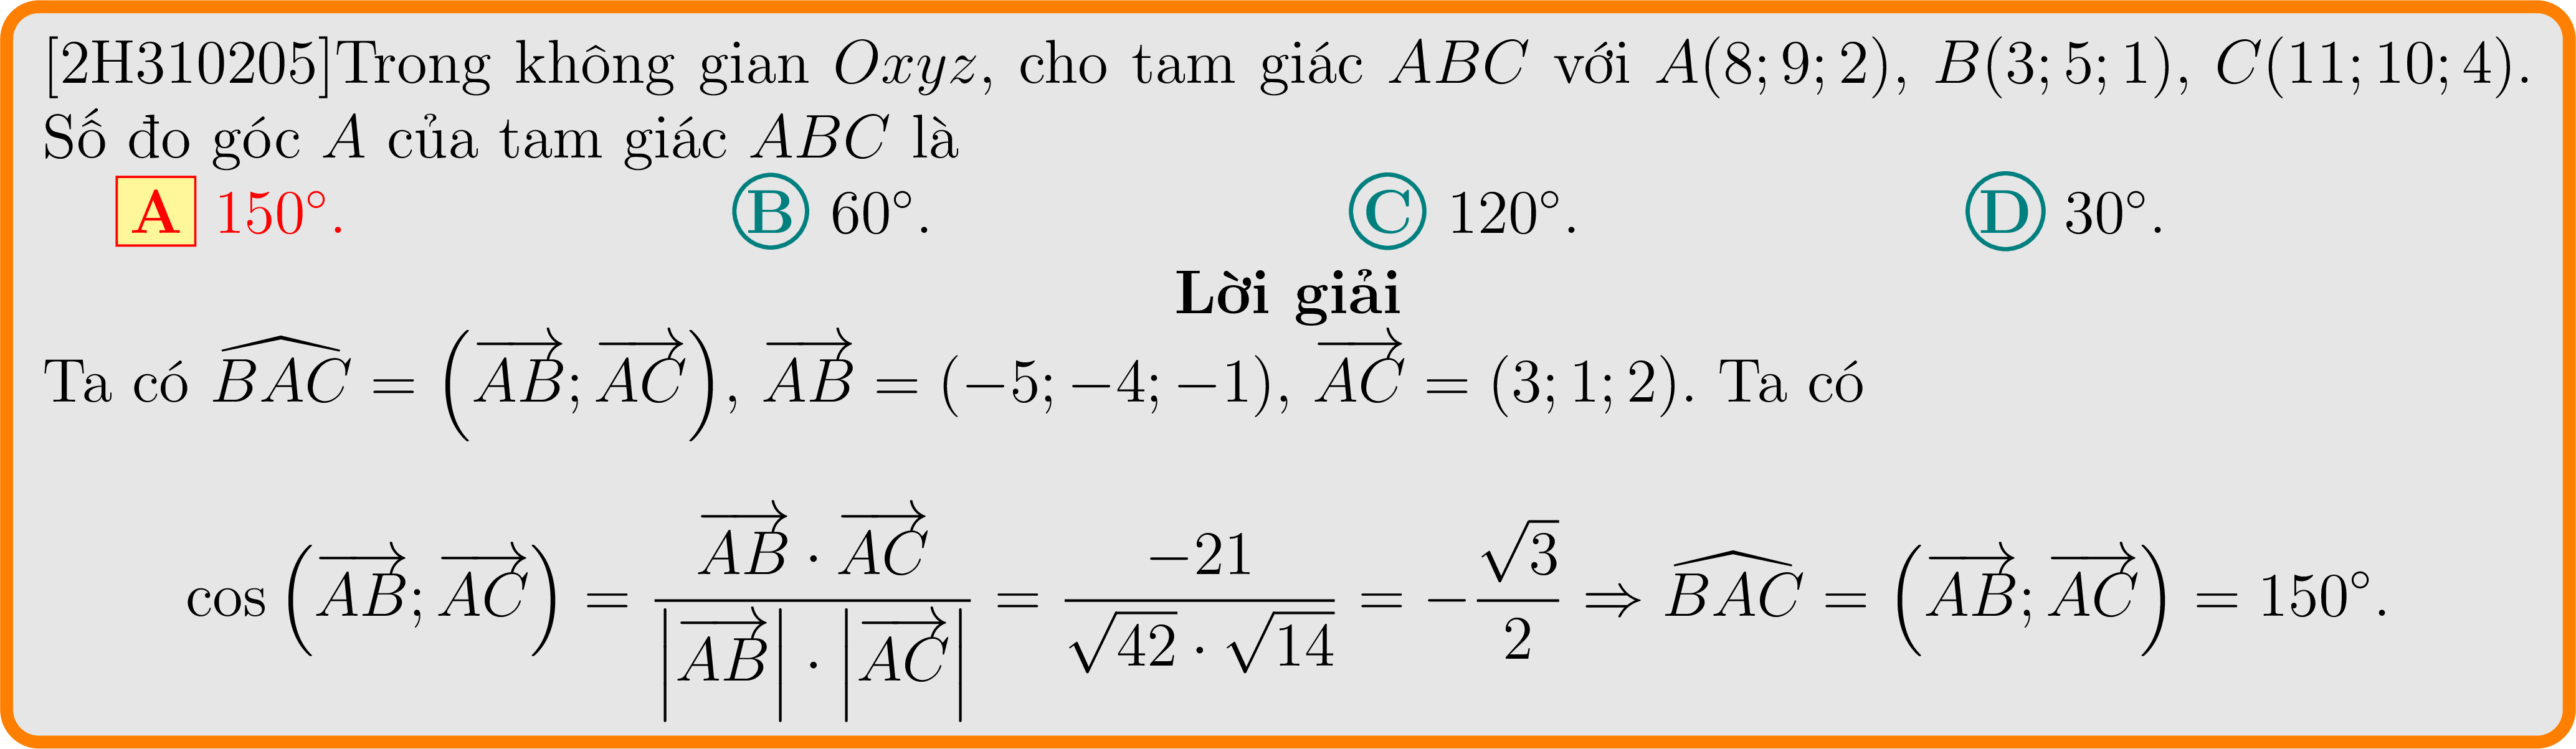 [2H310205]Trong không gian Oxyz, cho tam giác ABC với A(8; 9; 2), B(3; 5; 1), C(11; 10; 4).
Số đo góc A của tam giác ABC là
A 150°. B 60°. C 120°. D 30°.
Lời giải
Ta có $\widehat{BAC} = \left(\overrightarrow{AB}; \overrightarrow{AC}\right)$, $\overrightarrow{AB} = (-5; -4; -1)$, $\overrightarrow{AC} = (3; 1; 2)$. Ta có
$\cos\left(\overrightarrow{AB}; \overrightarrow{AC}\right) = \frac{\overrightarrow{AB} \cdot \overrightarrow{AC}}{\left|\overrightarrow{AB}\right| \cdot \left|\overrightarrow{AC}\right|} = \frac{-21}{\sqrt{42} \cdot \sqrt{14}} = -\frac{\sqrt{3}}{2} \Rightarrow \widehat{BAC} = \left(\overrightarrow{AB}; \overrightarrow{AC}\right) = 150°.$